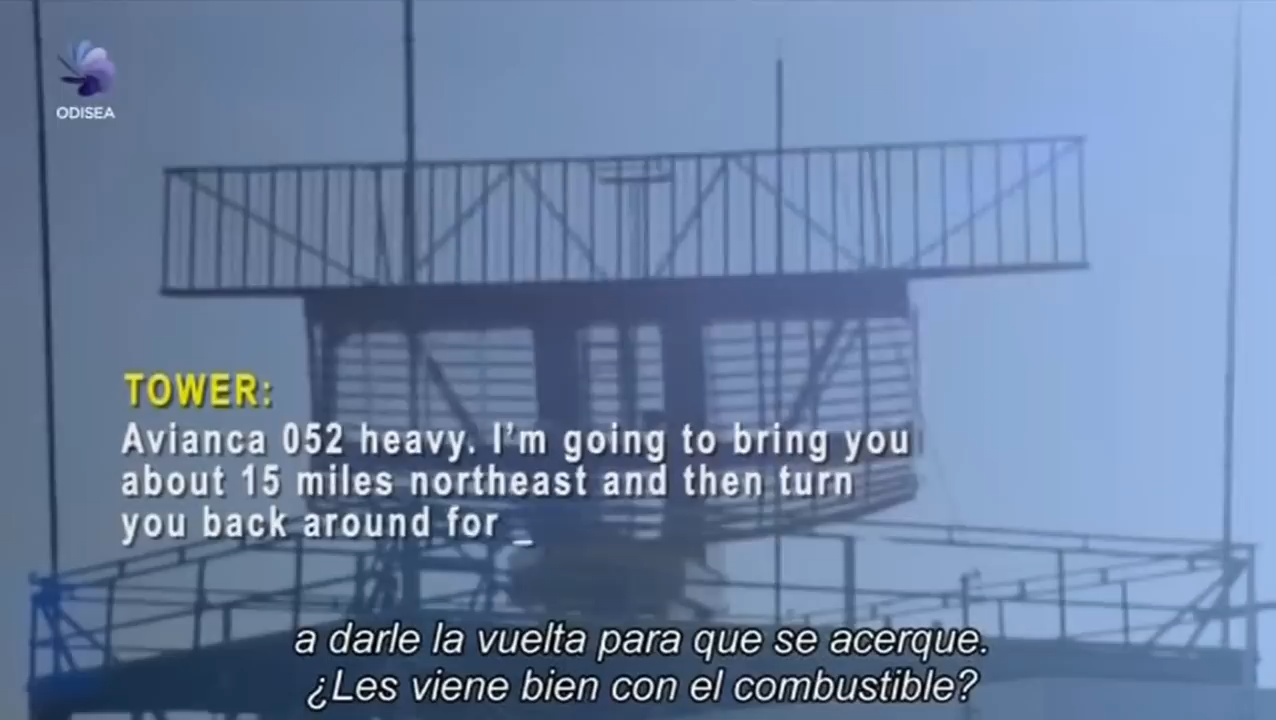 ODISEA
TOWER:
Avianca 052 heavy. I'm going to bring you
about 15 miles northeast and then turn
you back around for _
a darle la vuelta para que se acerque.
¿Les viene bien con el combustible?